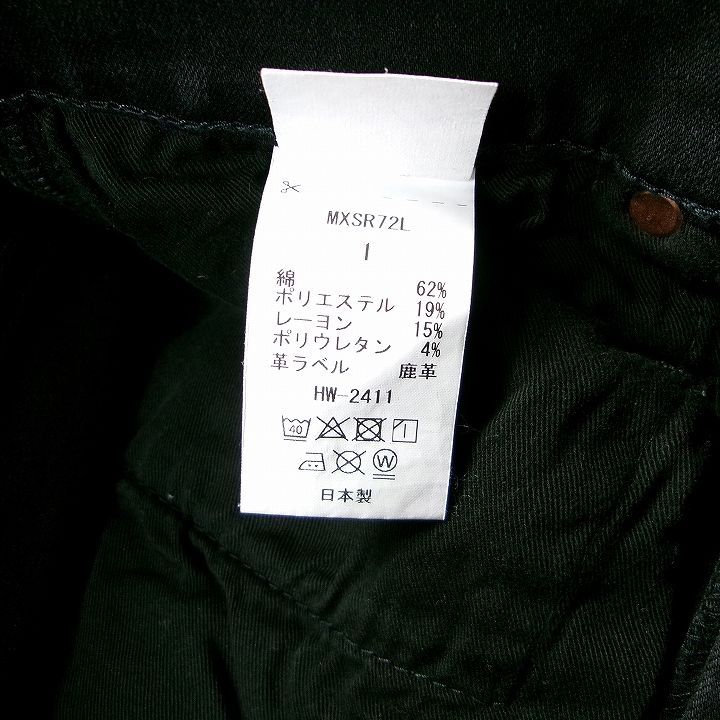 MXSR72L
1
綿 62%
ポリエステル 19%
レーヨン 15%
ポリウレタン 4%
革ラベル 鹿革
HW-2411
40
W
日本製